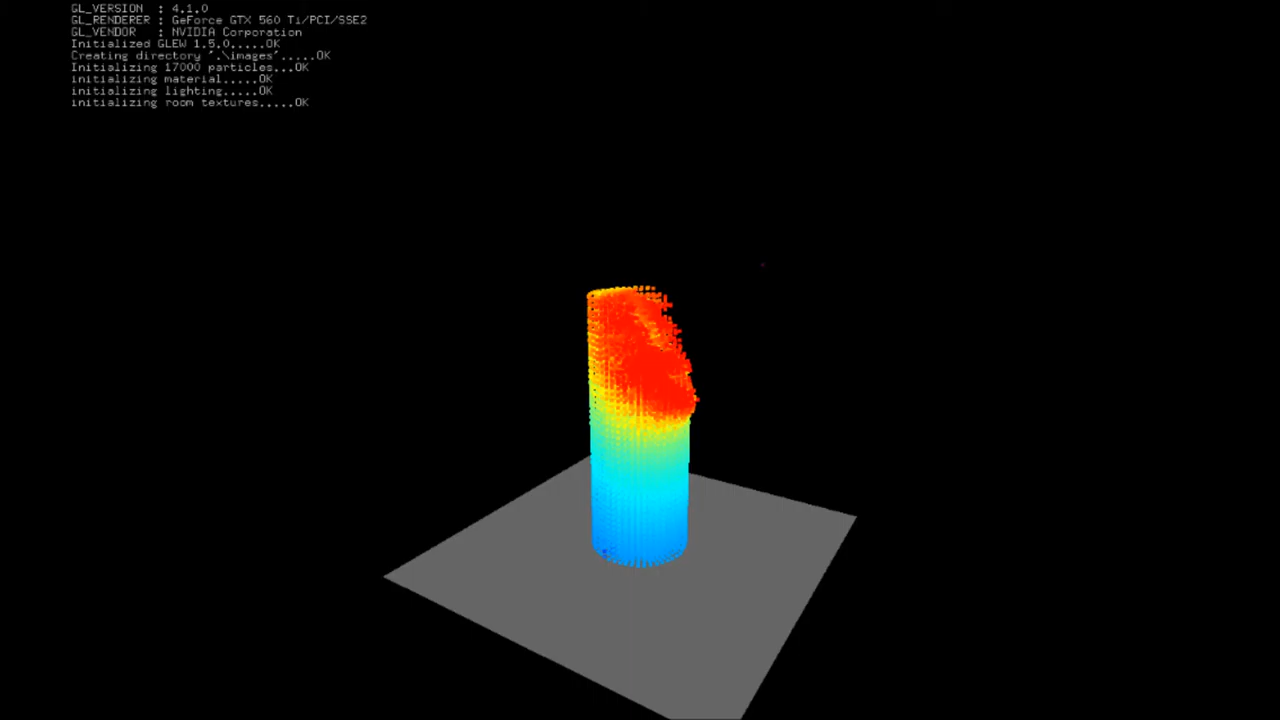 GL_VERSION : 4.1.0
GL_RENDERER : GeForce GTX 560 Ti/PCI/SSE2
GL_VENDOR : NVIDIA Corporation
Initialized GLEW 1.5.0.....OK
Creating directory '.\images'.....OK
Initializing 17000 particles...OK
initializing material.....OK
initializing lighting.....OK
initializing room textures.....OK